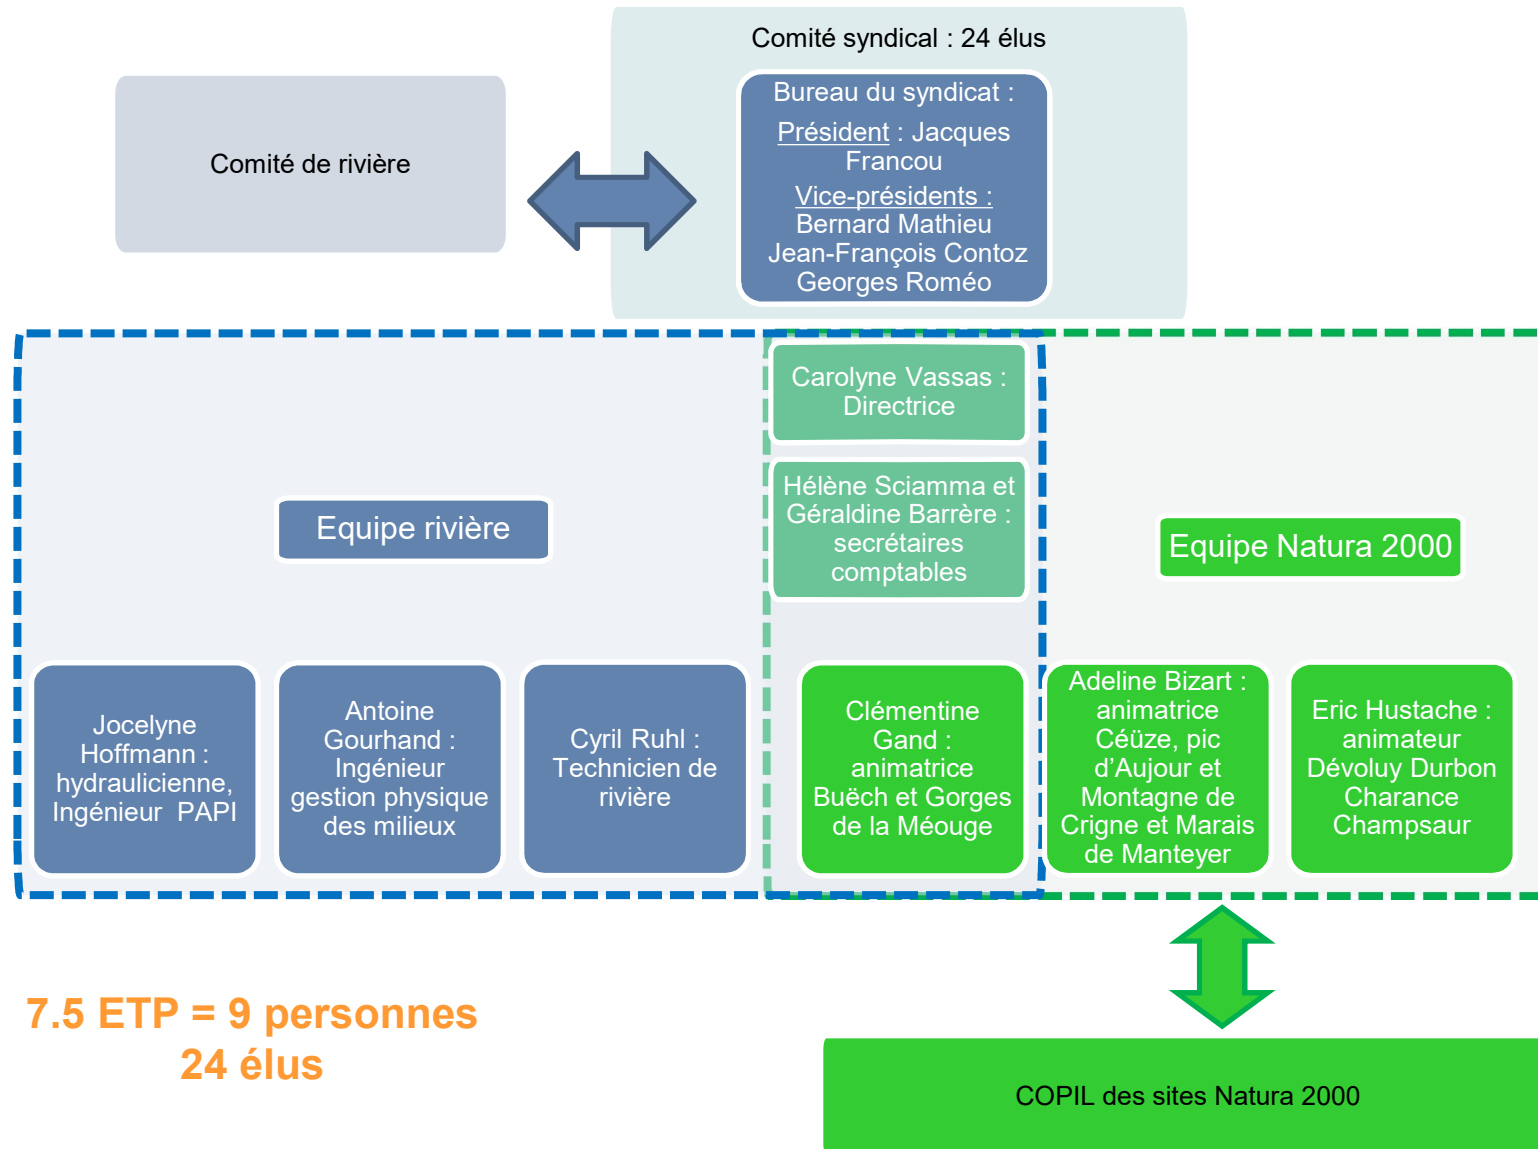 Comité syndical : 24 élus
Comité de rivière
Bureau du syndicat :
Président : Jacques
Francou
Vice-présidents :
Bernard Mathieu
Jean-François Contoz
Georges Roméo
Carolyne Vassas :
Directrice
Hélène Sciamma et
Géraldine Barrère :
secrétaires
comptables
Equipe rivière
Equipe Natura 2000
Jocelyne
Hoffmann :
hydraulicienne,
Ingénieur  PAPI
Antoine
Gourhand :
Ingénieur
gestion physique
des milieux
Cyril Ruhl :
Technicien de
rivière
Clémentine
Gand :
animatrice
Buëch et Gorges
de la Méouge
Adeline Bizart :
animatrice
Céüze, pic
d’Aujour et
Montagne de
Crigne et Marais
de Manteyer
Eric Hustache :
animateur
Dévoluy Durbon
Charance
Champsaur
7.5 ETP = 9 personnes
24 élus
COPIL des sites Natura 2000